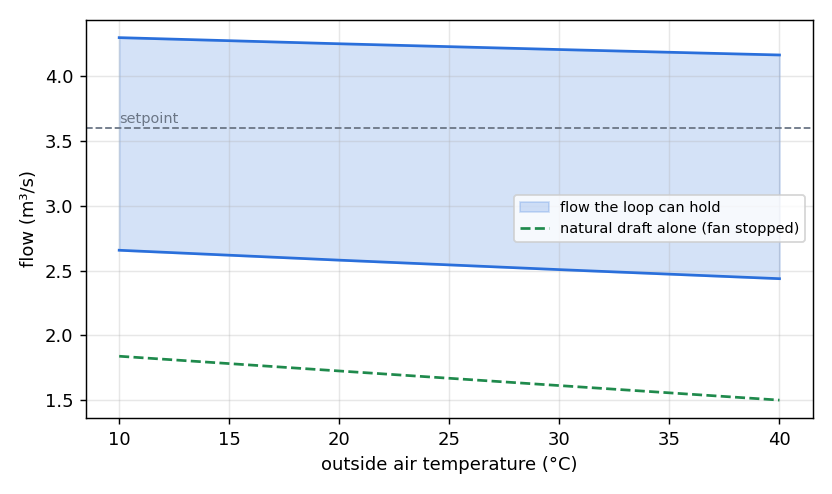 flow (m³/s)
4.0
3.5
3.0
2.5
2.0
1.5
setpoint
flow the loop can hold
natural draft alone (fan stopped)
10 15 20 25 30 35 40
outside air temperature (°C)